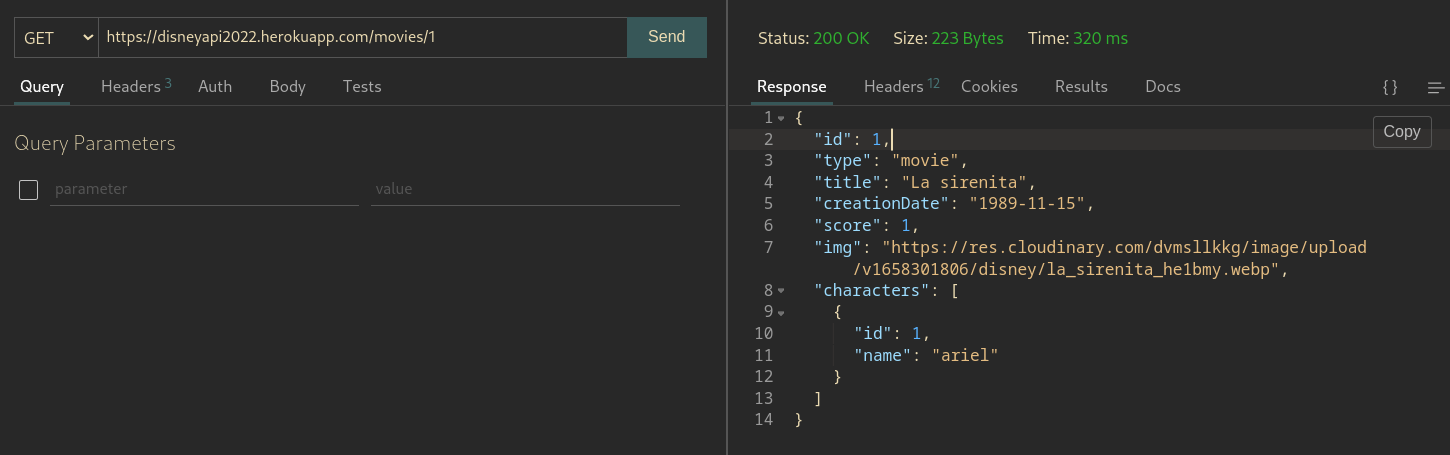 GET https://disneyapi2022.herokuapp.com/movies/1 Send
Query Headers 3 Auth Body Tests
Query Parameters
parameter value
Status: 200 OK Size: 223 Bytes Time: 320 ms
Response Headers 12 Cookies Results Docs { }
Copy
1 {
2 "id": 1,
3 "type": "movie",
4 "title": "La sirenita",
5 "creationDate": "1989-11-15",
6 "score": 1,
7 "img": "https://res.cloudinary.com/dvmsllkkg/image/upload
/v1658301806/disney/la_sirenita_he1bmy.webp",
8 "characters": [
9 {
10 "id": 1,
11 "name": "ariel"
12 }
13 ]
14 }